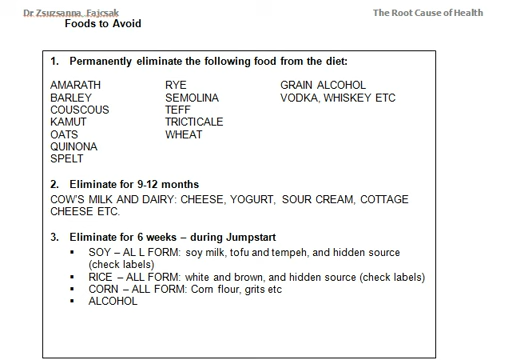 Dr Zsuzsanna Fajcsak The Root Cause of Health
Foods to Avoid
1. Permanently eliminate the following food from the diet:
AMARATH RYE GRAIN ALCOHOL
BARLEY SEMOLINA VODKA, WHISKEY ETC
COUSCOUS TEFF
KAMUT TRICTICALE
OATS WHEAT
QUINONA
SPELT
2. Eliminate for 9-12 months
COW'S MILK AND DAIRY: CHEESE, YOGURT, SOUR CREAM, COTTAGE
CHEESE ETC.
3. Eliminate for 6 weeks – during Jumpstart
▪ SOY – AL L FORM: soy milk, tofu and tempeh, and hidden source
(check labels)
▪ RICE – ALL FORM: white and brown, and hidden source (check labels)
▪ CORN – ALL FORM: Corn flour, grits etc
▪ ALCOHOL